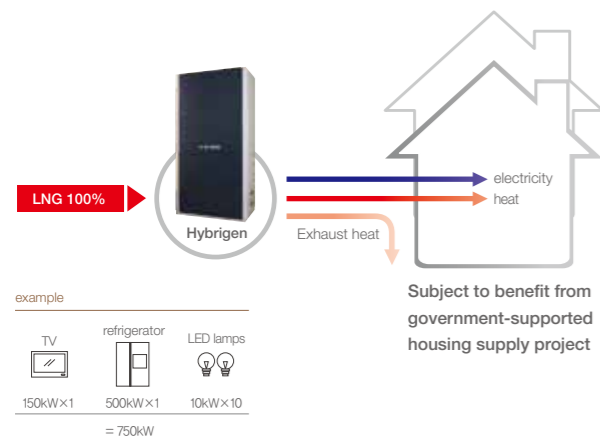 LNG 100%
Hybrigen
electricity
heat
Exhaust heat
Subject to benefit from
government-supported
housing supply project
example
TV
refrigerator
LED lamps
150kW×1
500kW×1
10kW×10
= 750kW